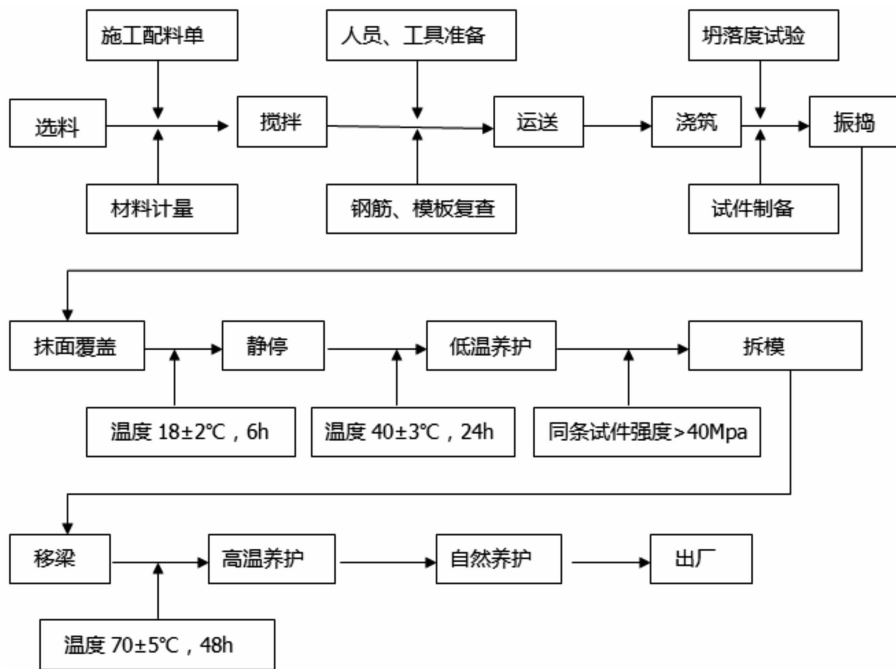 施工配料单
人员、工具准备
坍落度试验
选料
搅拌
运送
浇筑
振捣
材料计量
钢筋、模板复查
试件制备
抹面覆盖
静停
低温养护
拆模
温度 18±2℃，6h
温度 40±3℃，24h
同条试件强度>40Mpa
移梁
高温养护
自然养护
出厂
温度 70±5℃，48h